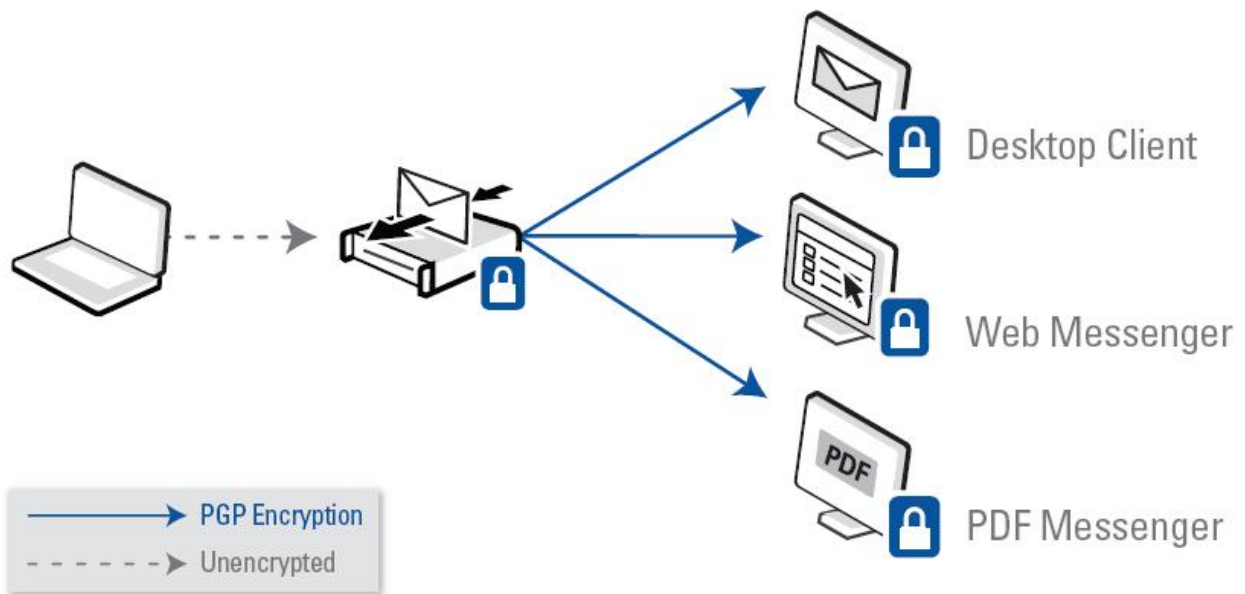 Desktop Client
Web Messenger
PDF
PDF Messenger
PGP Encryption
Unencrypted